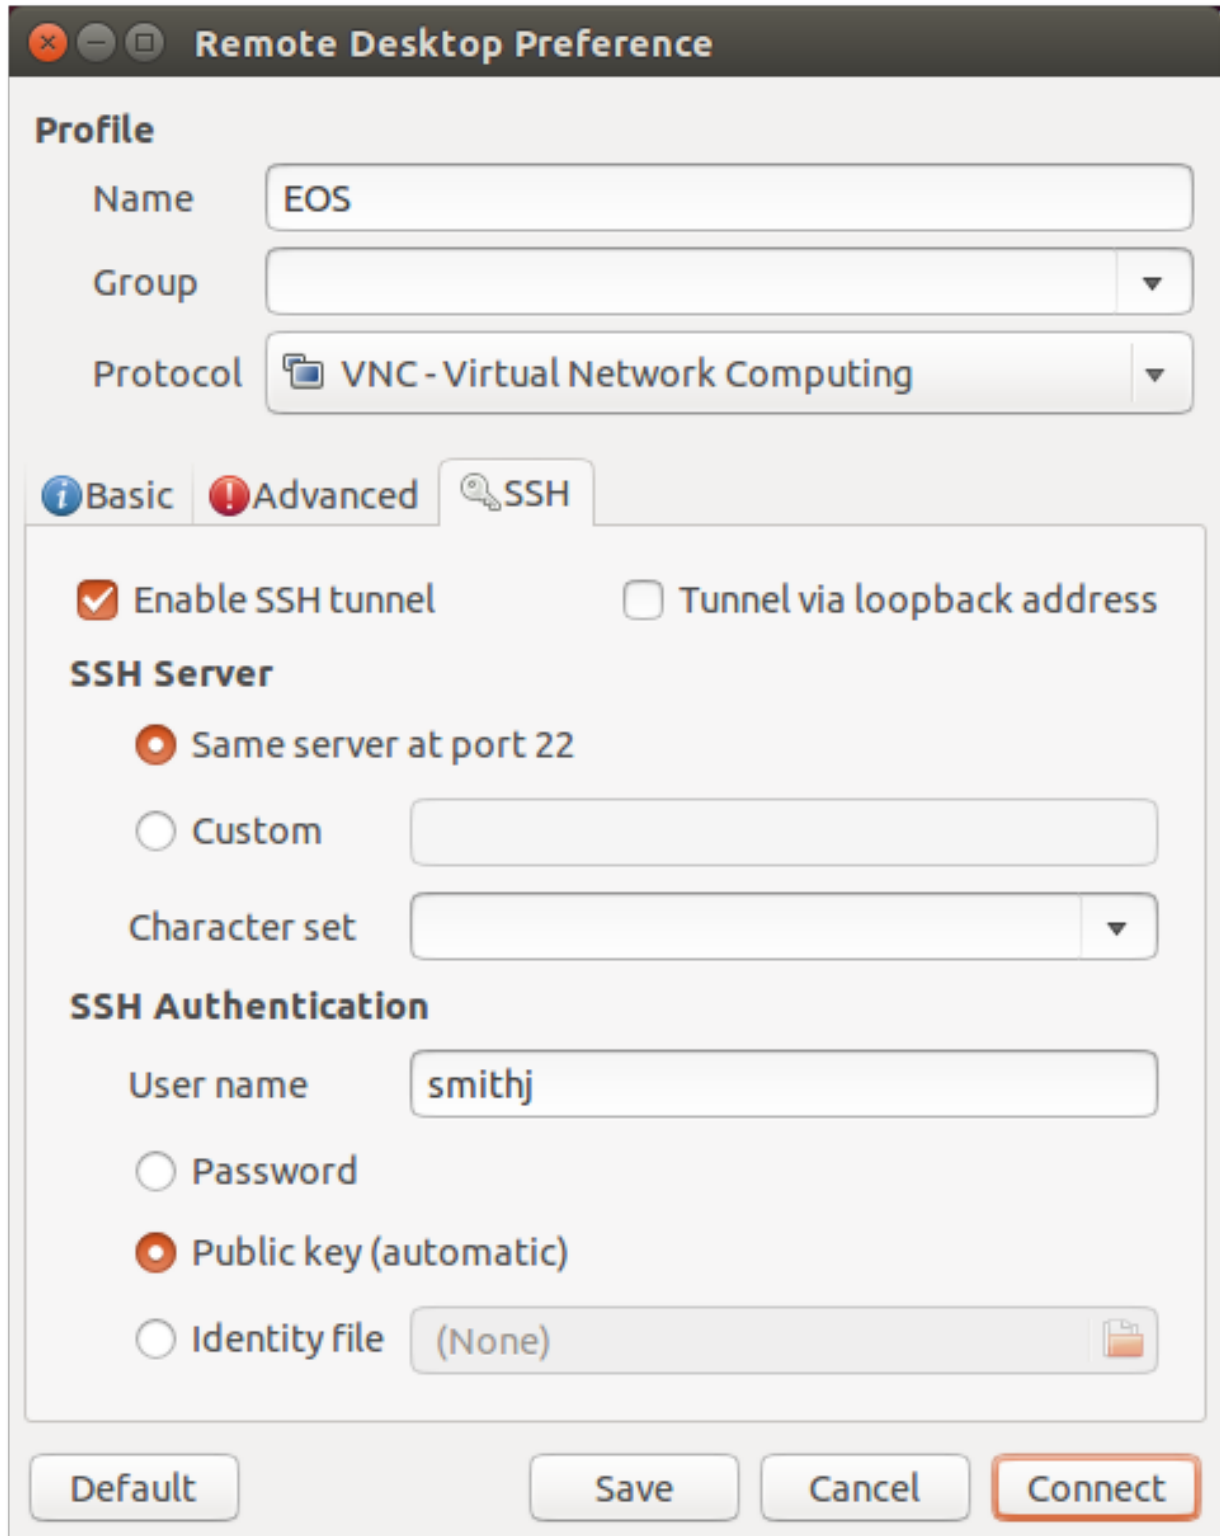 Remote Desktop Preference
Profile
Name EOS
Group
Protocol VNC - Virtual Network Computing
Basic Advanced SSH
Enable SSH tunnel Tunnel via loopback address
SSH Server
Same server at port 22
Custom
Character set
SSH Authentication
User name smithj
Password
Public key (automatic)
Identity file (None)
Default Save Cancel Connect